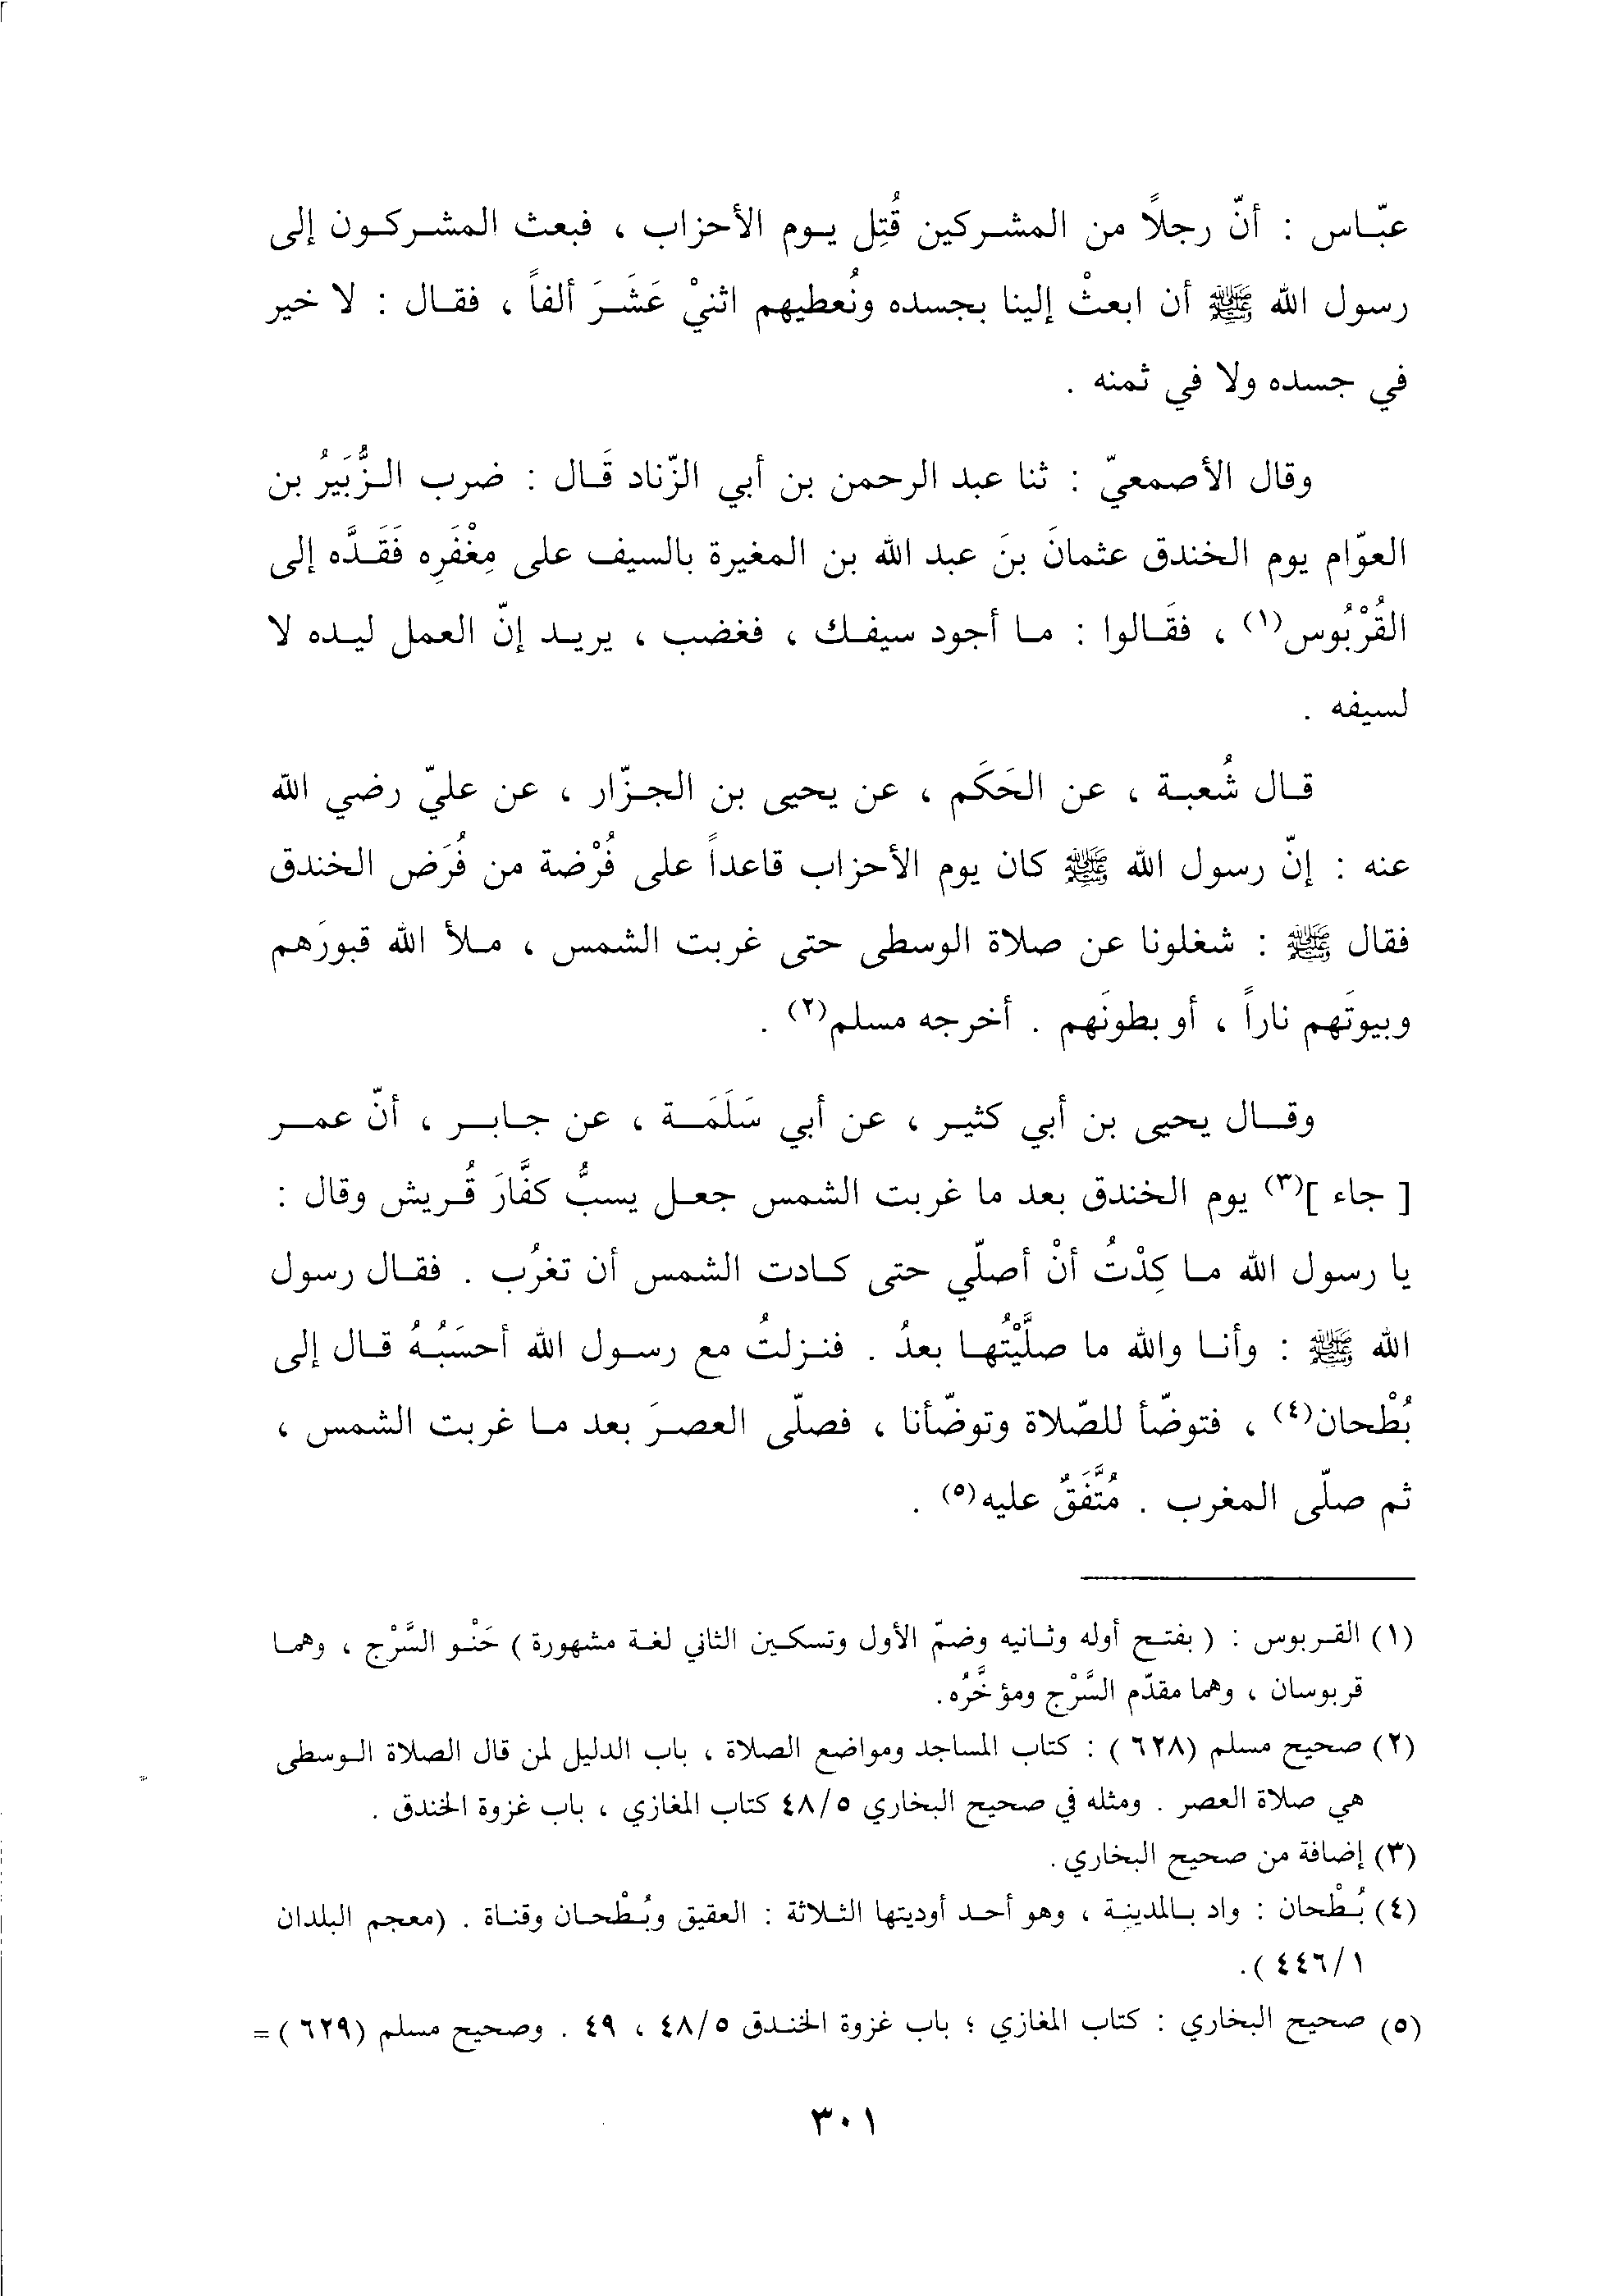 عبّاس : أنّ رجلاً من المشركين قُتِل يوم الأحزاب ، فبعث المشركون إلى
رسول الله ﷺ أن ابعثْ إلينا بجسده ونُعطيهم اثنيْ عَشَرَ ألفاً ، فقال : لا خير
في جسده ولا في ثمنه .
وقال الأصمعيّ : ثنا عبد الرحمن بن أبي الزّناد قَال : ضرب الزُّبَيرُ بن
العوّام يوم الخندق عثمانَ بنَ عبد الله بن المغيرة بالسيف على مِغْفَرِه فَقَدَّه إلى
القُرْبُوس(١) ، فقَالوا : ما أجود سيفك ، فغضب ، يريد إنّ العمل ليده لا
لسيفه .
قال شُعبة ، عن الحَكَم ، عن يحيى بن الجزّار ، عن عليّ رضي الله
عنه : إنّ رسول الله ﷺ كان يوم الأحزاب قاعداً على فُرْضة من فُرَض الخندق
فقال ﷺ : شغلونا عن صلاة الوسطى حتى غربت الشمس ، ملأ الله قبورَهم
وبيوتَهم ناراً ، أو بطونَهم . أخرجه مسلم(٢) .
وقال يحيى بن أبي كثير ، عن أبي سَلَمَة ، عن جابر ، أنّ عمر
[ جاء ](٣) يوم الخندق بعد ما غربت الشمس جعل يسبُّ كفَّارَ قُريش وقال :
يا رسول الله ما كِدْتُ أنْ أصلّي حتى كادت الشمس أن تغرُب . فقال رسول
الله ﷺ : وأنا والله ما صلَّيْتُها بعدُ . فنزلتُ مع رسول الله أحسَبُهُ قال إلى
بُطْحان(٤) ، فتوضّأ للصّلاة وتوضّأنا ، فصلّى العصرَ بعد ما غربت الشمس ،
ثم صلّى المغرب . مُتَّفَقٌ عليه(٥) .
(١) القربوس : ( بفتح أوله وثانيه وضمّ الأول وتسكين الثاني لغة مشهورة ) حَنْو السَّرْج ، وهما
قربوسان ، وهما مقدّم السَّرْج ومؤخَّرُه.
(٢) صحيح مسلم (٦٢٨ ) : كتاب المساجد ومواضع الصلاة ، باب الدليل لمن قال الصلاة الوسطى
هي صلاة العصر . ومثله في صحيح البخاري ٤٨/٥ كتاب المغازي ، باب غزوة الخندق .
(٣) إضافة من صحيح البخاري.
(٤) بُطْحان : واد بالمدينة ، وهو أحد أوديتها الثلاثة : العقيق وبُطْحان وقناة . (معجم البلدان
٤٤٦/١ ).
(٥) صحيح البخاري : كتاب المغازي ؛ باب غزوة الخندق ٤٨/٥ ، ٤٩ . وصحيح مسلم (٦٢٩ ) =
٣٠١